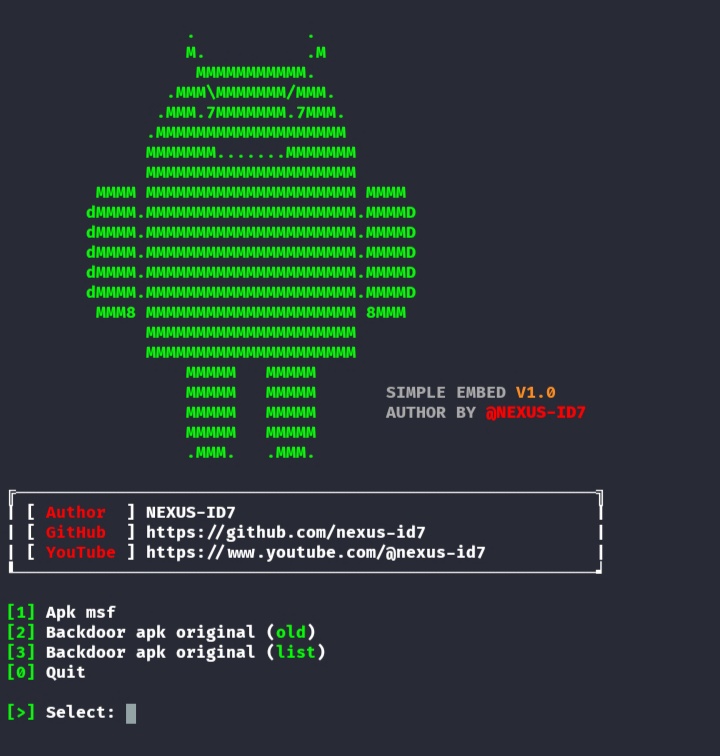 .           .
M.          .M
MMMMMMMMMMM.
.MMM\MMMMMMM/MMM.
.MMM.7MMMMMMM.7MMM.
.MMMMMMMMMMMMMMMMMMM
MMMMMMM.......MMMMMMM
MMMMMMMMMMMMMMMMMMMMM
MMMM MMMMMMMMMMMMMMMMMMMMM MMMM
dMMMM.MMMMMMMMMMMMMMMMMMMMM.MMMMD
dMMMM.MMMMMMMMMMMMMMMMMMMMM.MMMMD
dMMMM.MMMMMMMMMMMMMMMMMMMMM.MMMMD
dMMMM.MMMMMMMMMMMMMMMMMMMMM.MMMMD
dMMMM.MMMMMMMMMMMMMMMMMMMMM.MMMMD
MMM8 MMMMMMMMMMMMMMMMMMMMM 8MMM
MMMMMMMMMMMMMMMMMMMMM
MMMMMMMMMMMMMMMMMMMMM
MMMMM   MMMMM
MMMMM   MMMMM       SIMPLE EMBED V1.0
MMMMM   MMMMM       AUTHOR BY @NEXUS-ID7
MMMMM   MMMMM
.MMM.   .MMM.
[ Author  ] NEXUS-ID7
[ GitHub  ] https://github.com/nexus-id7
[ YouTube ] https://www.youtube.com/@nexus-id7
[1] Apk msf
[2] Backdoor apk original (old)
[3] Backdoor apk original (list)
[0] Quit
[>] Select: